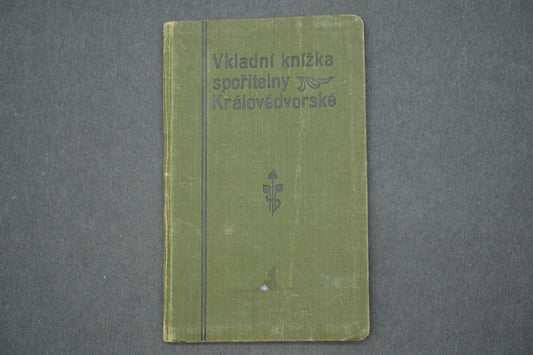 Vkladní knížka
spořitelny
Královédvorské